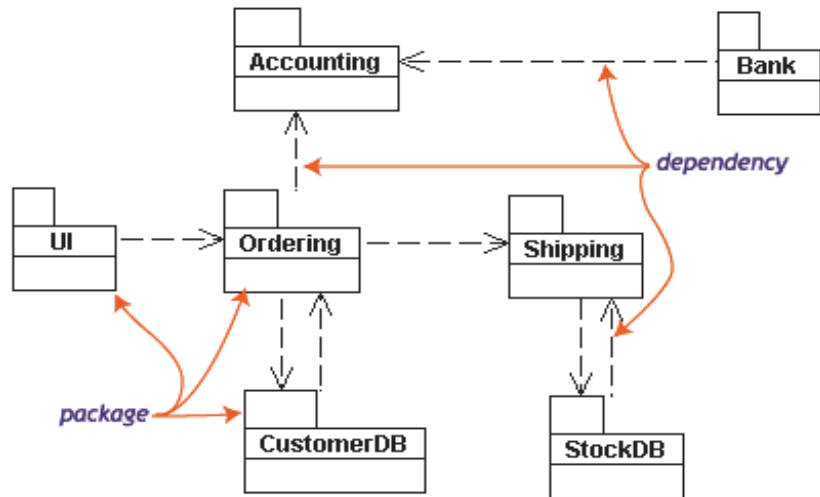 Accounting
Bank
dependency
UI
Ordering
Shipping
package
CustomerDB
StockDB